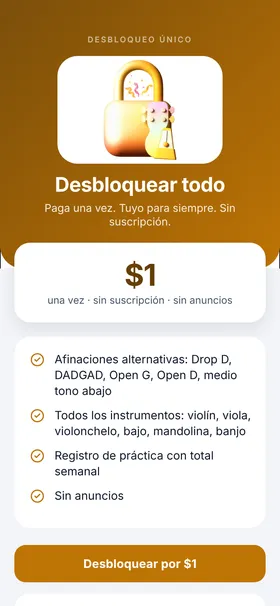 DESBLOQUEO ÚNICO
Desbloquear todo
Paga una vez. Tuyo para siempre. Sin
suscripción.
$1
una vez · sin suscripción · sin anuncios
Afinaciones alternativas: Drop D,
DADGAD, Open G, Open D, medio
tono abajo
Todos los instrumentos: violín, viola,
violonchelo, bajo, mandolina, banjo
Registro de práctica con total
semanal
Sin anuncios
Desbloquear por $1